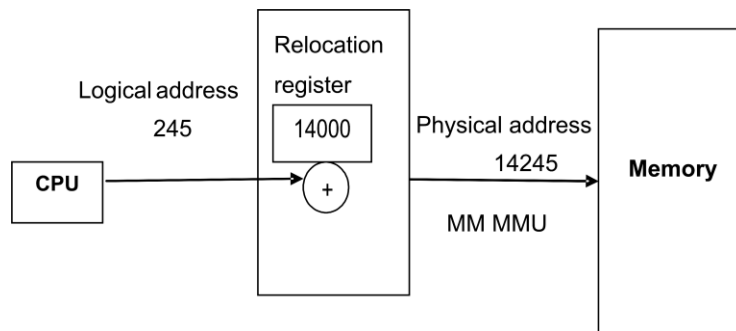 Relocation
register
Logical address
245
14000
Physical address
14245
CPU
+
Memory
MM MMU